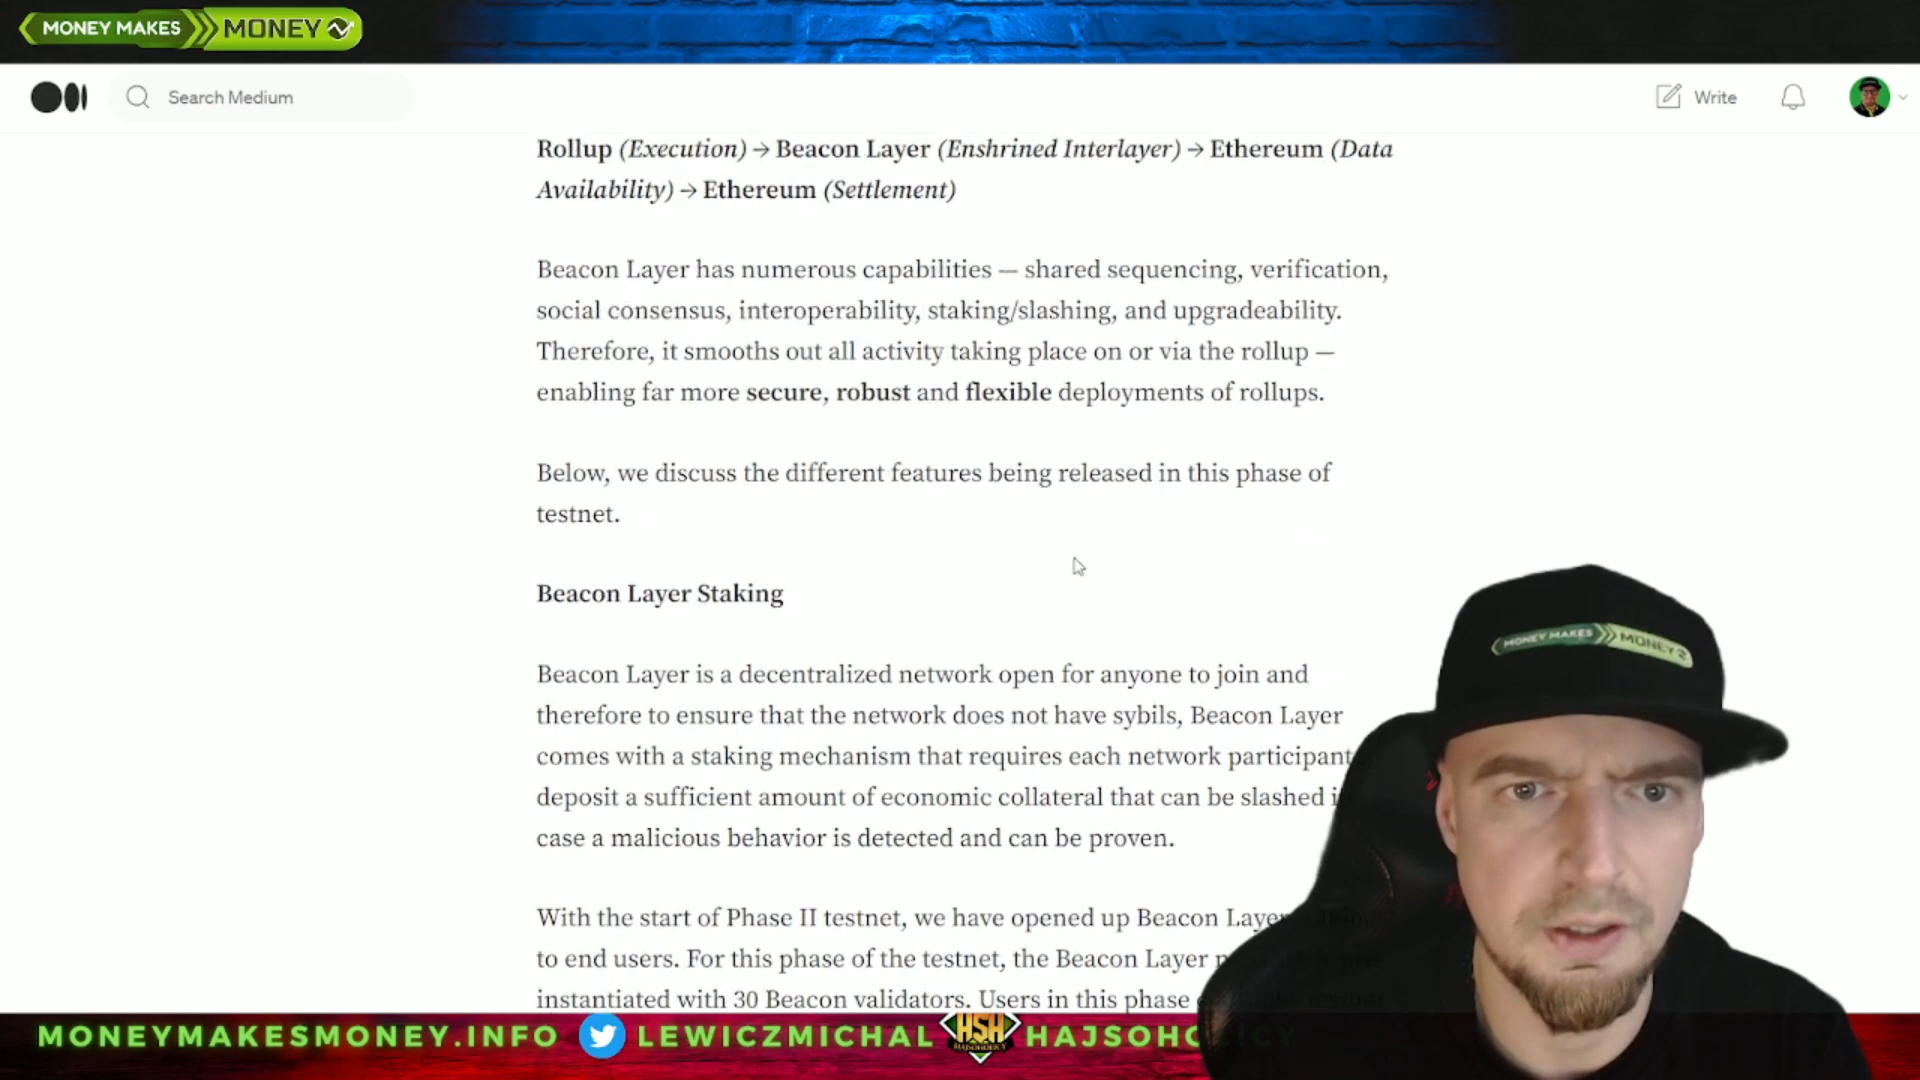 MONEY MAKES MONEY
Search Medium
Write
Rollup (Execution) → Beacon Layer (Enshrined Interlayer) → Ethereum (Data
Availability) → Ethereum (Settlement)
Beacon Layer has numerous capabilities — shared sequencing, verification,
social consensus, interoperability, staking/slashing, and upgradeability.
Therefore, it smooths out all activity taking place on or via the rollup —
enabling far more secure, robust and flexible deployments of rollups.
Below, we discuss the different features being released in this phase of
testnet.
Beacon Layer Staking
Beacon Layer is a decentralized network open for anyone to join and
therefore to ensure that the network does not have sybils, Beacon Layer
comes with a staking mechanism that requires each network participant
deposit a sufficient amount of economic collateral that can be slashed
case a malicious behavior is detected and can be proven.
With the start of Phase II testnet, we have opened up Beacon Layer
to end users. For this phase of the testnet, the Beacon Layer
instantiated with 30 Beacon validators. Users in this phase
MONEY MAKES MONEY
MONEYMAKESMONEY.INFO LEWICZMICHAL HSH HAJSOHOLICY